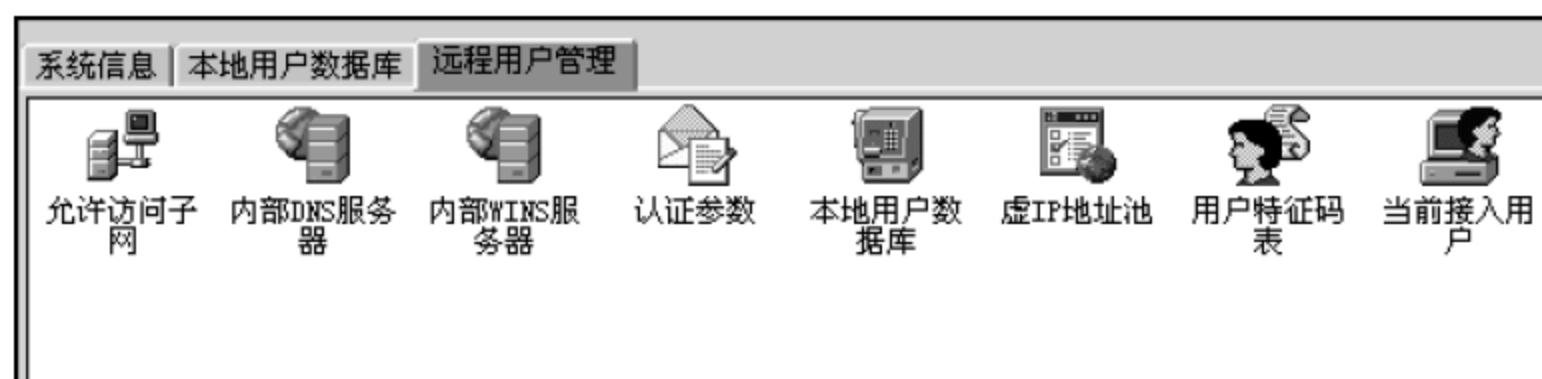 系统信息 本地用户数据库 远程用户管理
允许访问子网 内部DNS服务器 内部WINS服务器 认证参数 本地用户数据库 虚IP地址池 用户特征码表 当前接入用户